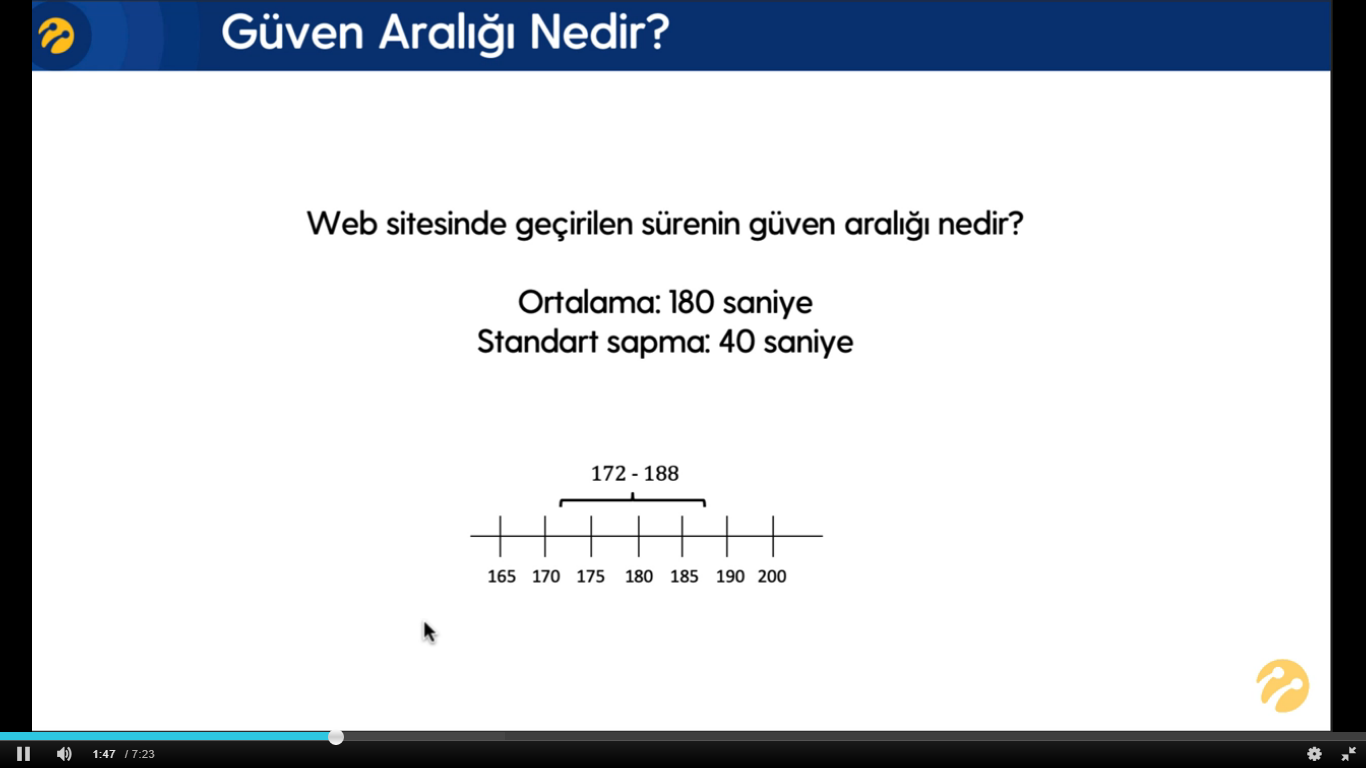 Güven Aralığı Nedir?
Web sitesinde geçirilen sürenin güven aralığı nedir?
Ortalama: 180 saniye
Standart sapma: 40 saniye
172 - 188
165 170 175 180 185 190 200
1:47 / 7:23